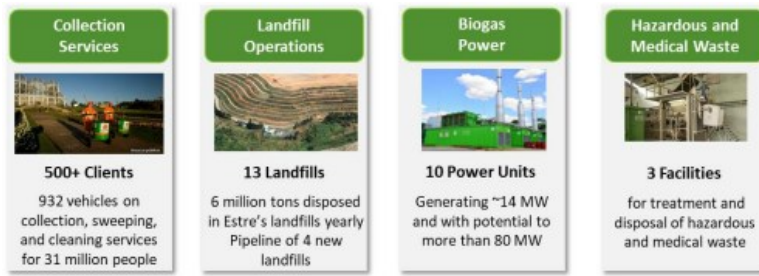 Collection
Services
500+ Clients
932 vehicles on
collection, sweeping,
and cleaning services
for 31 million people
Landfill
Operations
13 Landfills
6 million tons disposed
in Estre's landfills yearly
Pipeline of 4 new
landfills
Biogas
Power
10 Power Units
Generating ~14 MW
and with potential to
more than 80 MW
Hazardous and
Medical Waste
3 Facilities
for treatment and
disposal of hazardous
and medical waste